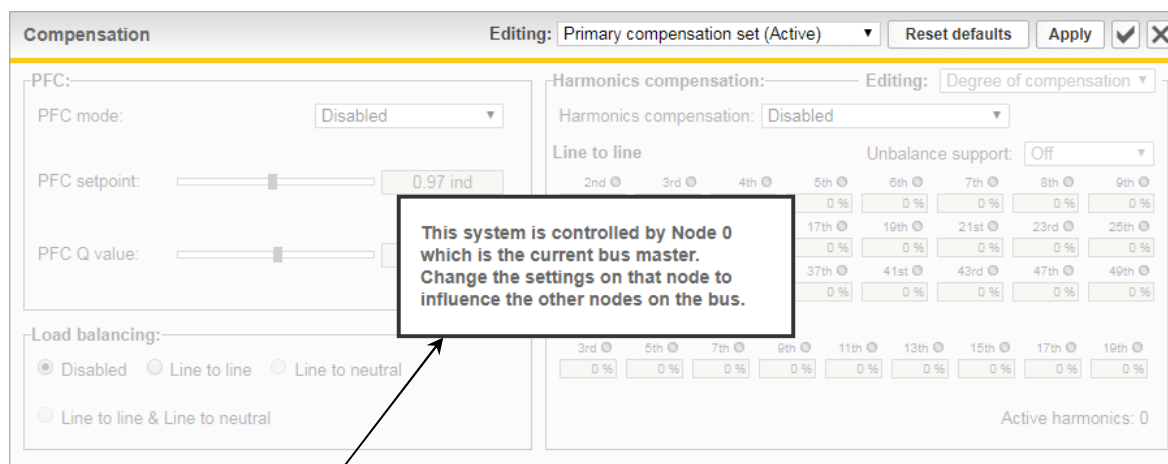 Compensation Editing: Primary compensation set (Active) Reset defaults Apply
PFC:
PFC mode: Disabled
PFC setpoint: 0.97 ind
PFC Q value:
Harmonics compensation: Editing: Degree of compensation
Harmonics compensation: Disabled
Line to line Unbalance support: Off
2nd 3rd 4th 5th 6th 7th 8th 9th
0 % 0 % 0 % 0 % 0 %
17th 19th 21st 23rd 25th
0 % 0 % 0 % 0 % 0 %
37th 41st 43rd 47th 49th
0 % 0 % 0 % 0 % 0 %
This system is controlled by Node 0
which is the current bus master.
Change the settings on that node to
influence the other nodes on the bus.
Load balancing:
Disabled Line to line Line to neutral
Line to line & Line to neutral
3rd 5th 7th 9th 11th 13th 15th 17th 19th
0 % 0 % 0 % 0 % 0 % 0 % 0 % 0 % 0 %
Active harmonics: 0